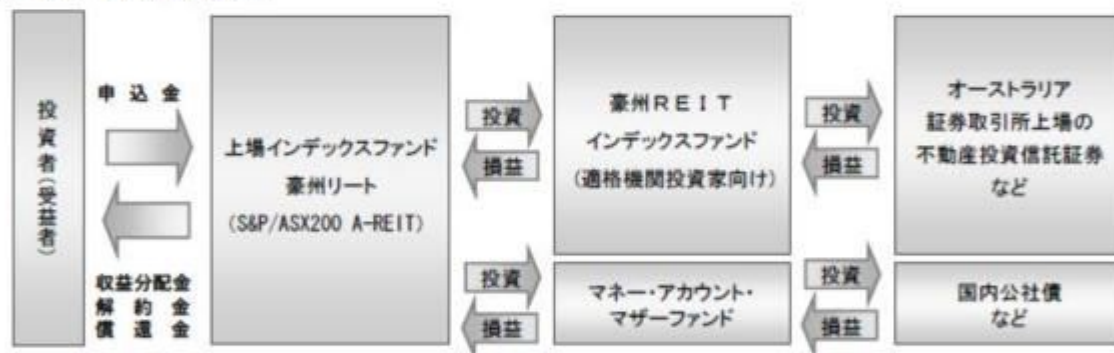 投資者(受益者)
申込金
収益分配金
解約金
償還金
上場インデックスファンド
豪州リート
(S&P/ASX200 A-REIT)
投資
損益
投資
損益
豪州REIT
インデックスファンド
(適格機関投資家向け)
マネー・アカウント・
マザーファンド
投資
損益
投資
損益
オーストラリア
証券取引所上場の
不動産投資信託証券
など
国内公社債
など